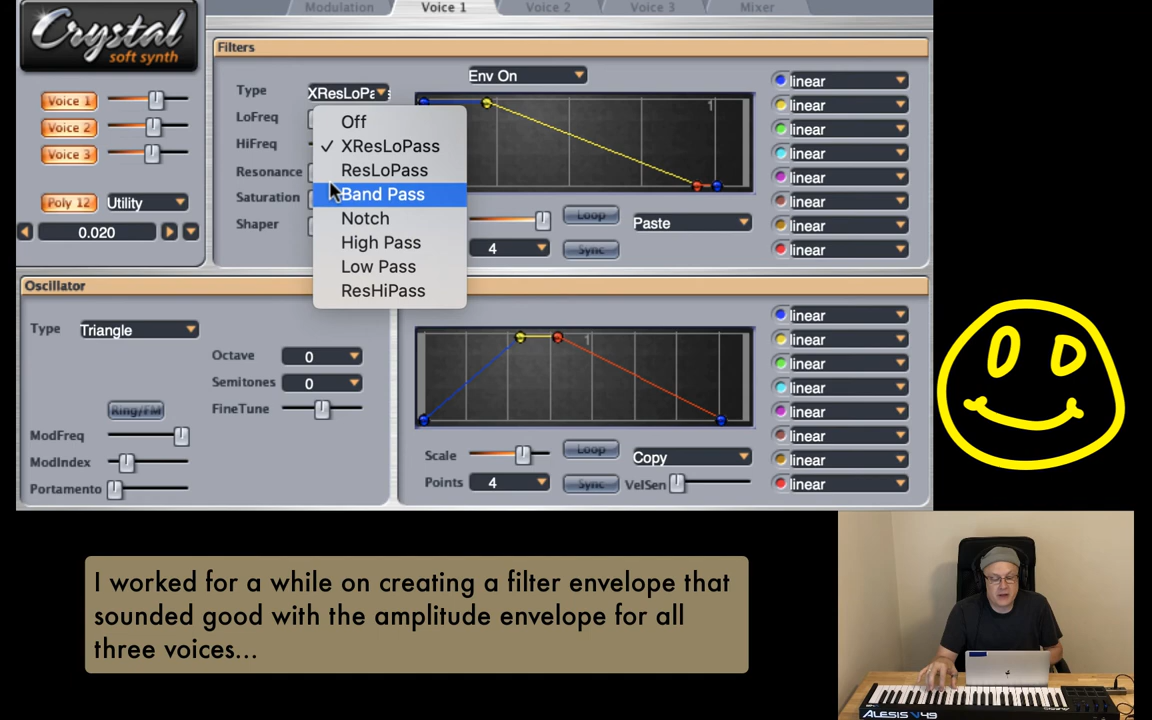 Crystal
soft synth
Modulation
Voice 1
Voice 2
Voice 3
Mixer
Voice 1
Voice 2
Voice 3
Poly 12
Utility
0.020
Filters
Type
XResLoPa
LoFreq
HiFreq
Resonance
Saturation
Shaper
Off
✓ XResLoPass
ResLoPass
Band Pass
Notch
High Pass
Low Pass
ResHiPass
Env On
1
Loop
Paste
4
Sync
linear
linear
linear
linear
linear
linear
linear
linear
Oscillator
Type
Triangle
Octave
0
Semitones
0
FineTune
Ring/FM
ModFreq
ModIndex
Portamento
1
Scale
Loop
Copy
Points
4
Sync
VelSen
linear
linear
linear
linear
linear
linear
linear
linear
I worked for a while on creating a filter envelope that
sounded good with the amplitude envelope for all
three voices...
ALESIS V49